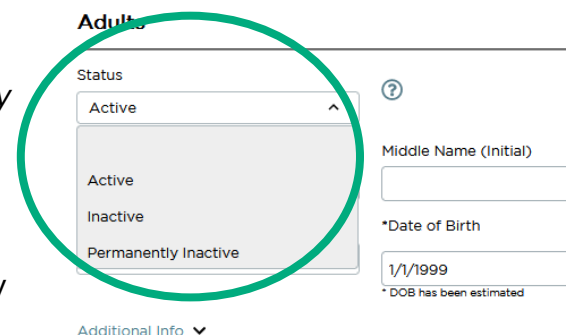 Adults
Status
Active
Active
Inactive
Permanently Inactive
Middle Name (Initial)
*Date of Birth
1/1/1999
* DOB has been estimated
Additional Info